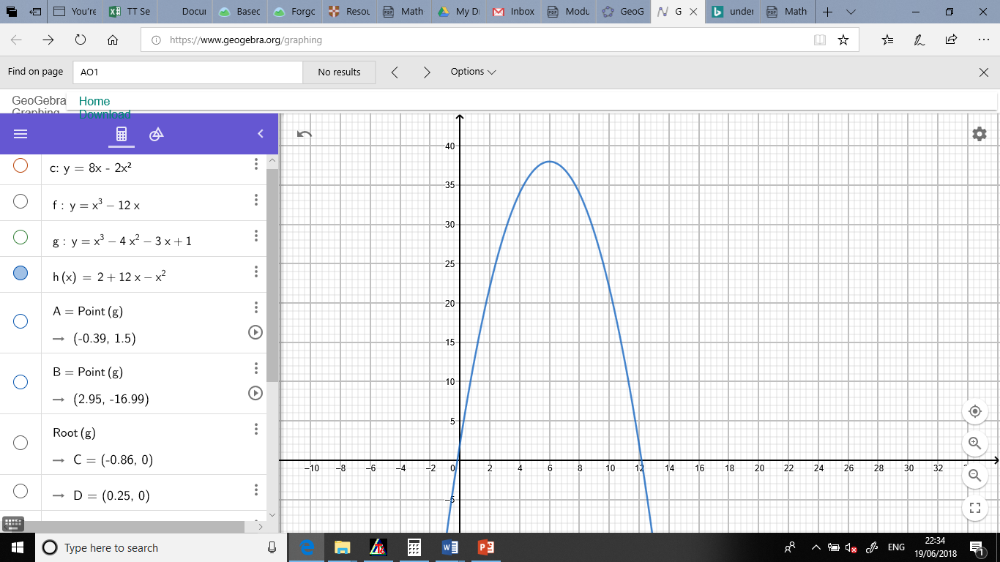 You're TT Se Docur Basec Forgc Resou Math My Dr Inbox Modu GeoG G under Math
https://www.geogebra.org/graphing
Find on page AO1 No results Options
GeoGebra Home
Graphing Download
c: y = 8x - 2x²
f : y = x³ − 12 x
g : y = x³ − 4 x² − 3 x + 1
h (x) = 2 + 12 x − x²
A = Point (g)
→ (-0.39, 1.5)
B = Point (g)
→ (2.95, -16.99)
Root (g)
→ C = (-0.86, 0)
→ D = (0.25, 0)
40
35
30
25
20
15
10
5
−10 −8 −6 −4 −2 0 2 4 6 8 10 12 14 16 18 20 22 24 26 28 30 32
−5
Type here to search
ENG
22:34
19/06/2018
1